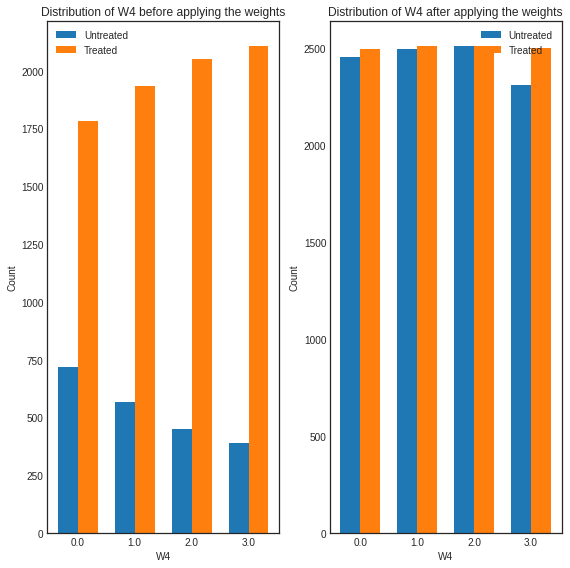 Distribution of W4 before applying the weights
Untreated
Treated
2000
1750
1500
1250
1000
750
500
250
0
Count
0.0 1.0 2.0 3.0
W4
Distribution of W4 after applying the weights
Untreated
Treated
2500
2000
1500
1000
500
0
Count
0.0 1.0 2.0 3.0
W4